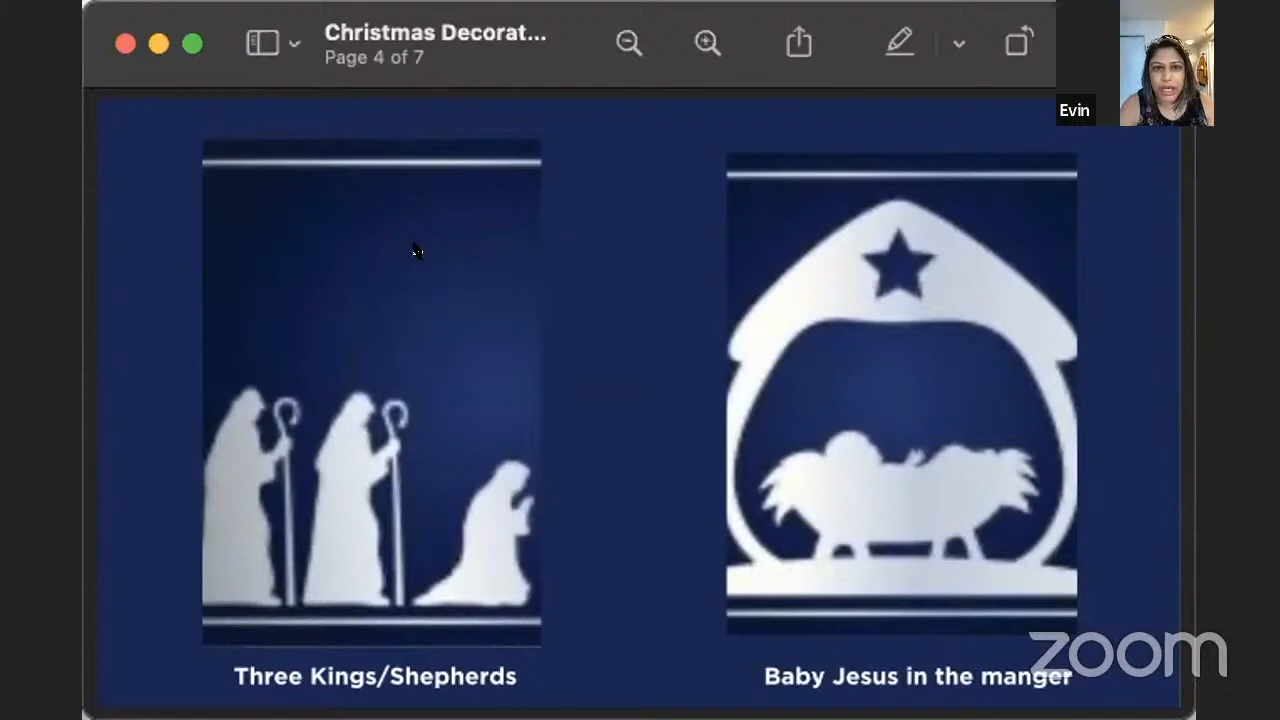 Christmas Decorat...
Page 4 of 7
Evin
Three Kings/Shepherds
Baby Jesus in the manger
zoom